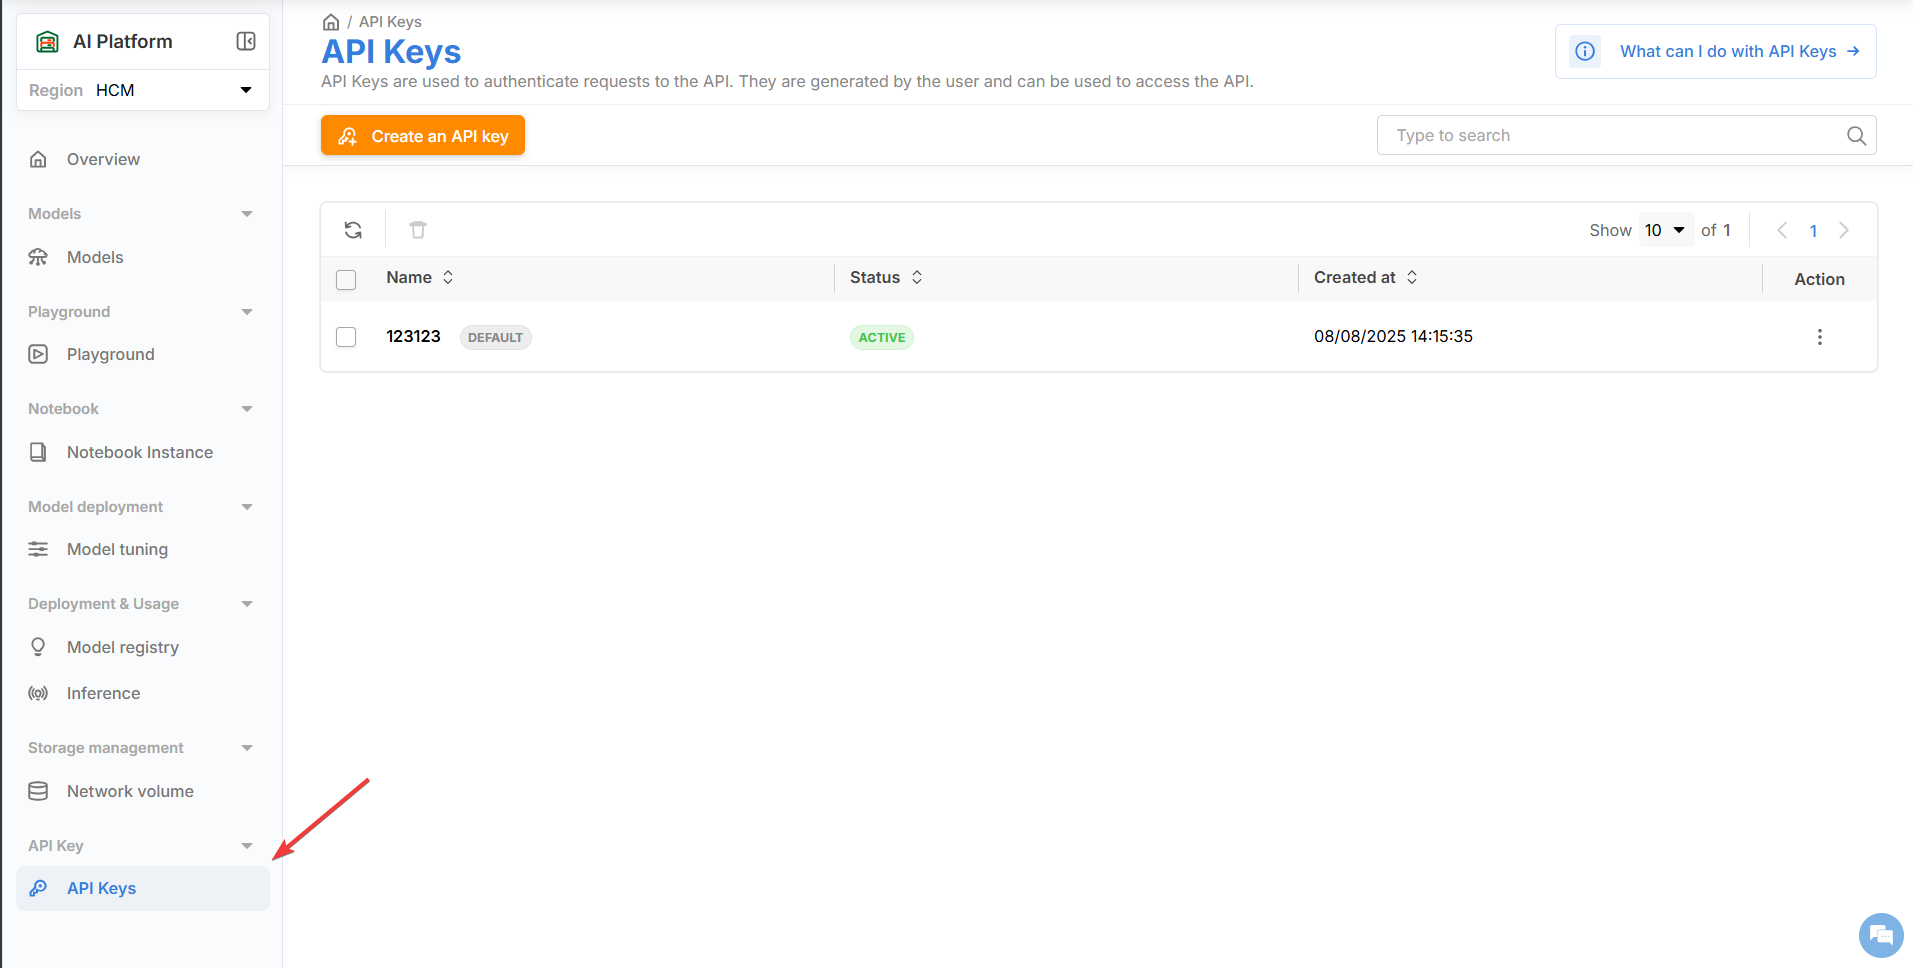 AI Platform
Region HCM
Overview
Models
Models
Playground
Playground
Notebook
Notebook Instance
Model deployment
Model tuning
Deployment & Usage
Model registry
Inference
Storage management
Network volume
API Key
API Keys
/ API Keys
API Keys
API Keys are used to authenticate requests to the API. They are generated by the user and can be used to access the API.
What can I do with API Keys →
Create an API key
Type to search
Show 10 of 1
1
Name Status Created at Action
123123 DEFAULT ACTIVE 08/08/2025 14:15:35